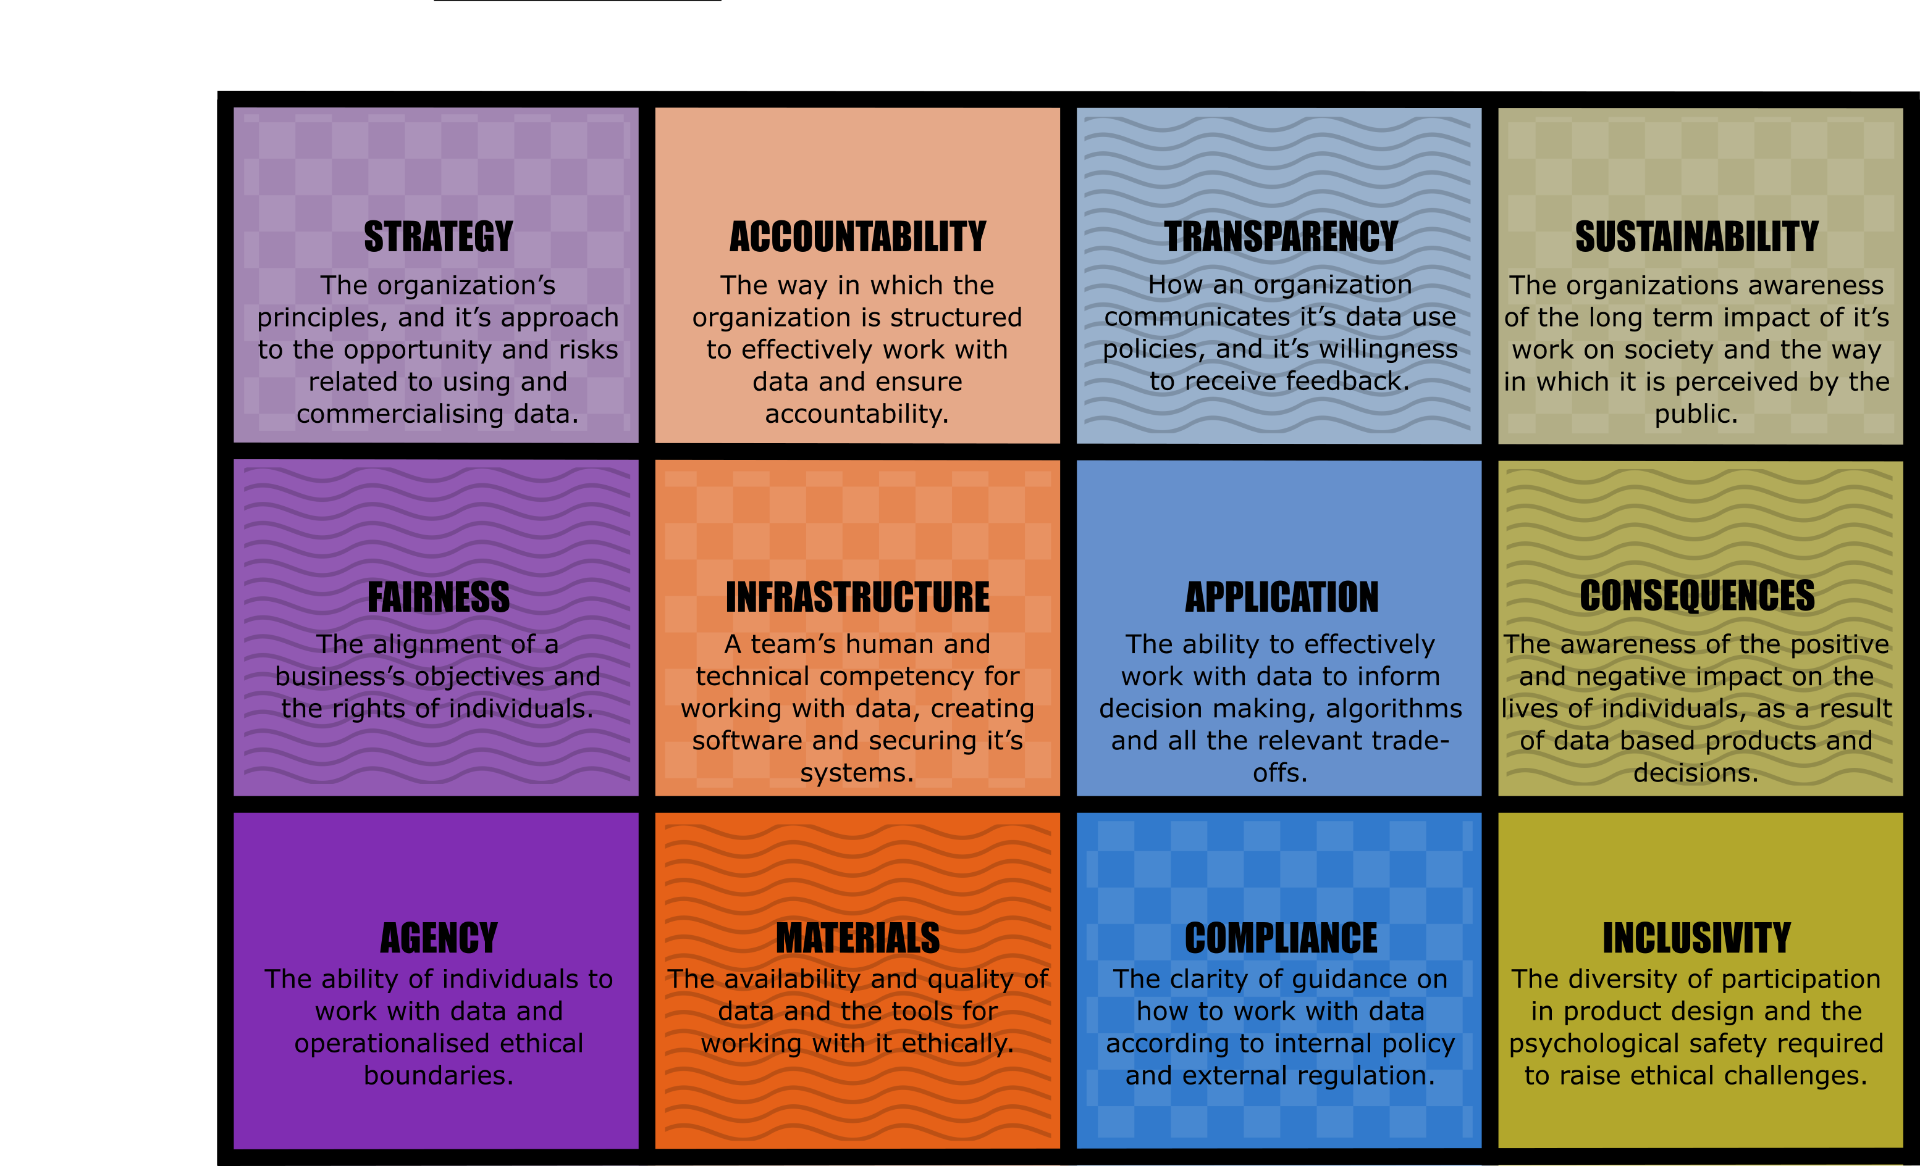 STRATEGY
The organization’s
principles, and it’s approach
to the opportunity and risks
related to using and
commercialising data.
ACCOUNTABILITY
The way in which the
organization is structured
to effectively work with
data and ensure
accountability.
TRANSPARENCY
How an organization
communicates it’s data use
policies, and it’s willingness
to receive feedback.
SUSTAINABILITY
The organizations awareness
of the long term impact of it’s
work on society and the way
in which it is perceived by the
public.
FAIRNESS
The alignment of a
business’s objectives and
the rights of individuals.
INFRASTRUCTURE
A team’s human and
technical competency for
working with data, creating
software and securing it’s
systems.
APPLICATION
The ability to effectively
work with data to inform
decision making, algorithms
and all the relevant trade-
offs.
CONSEQUENCES
The awareness of the positive
and negative impact on the
lives of individuals, as a result
of data based products and
decisions.
AGENCY
The ability of individuals to
work with data and
operationalised ethical
boundaries.
MATERIALS
The availability and quality of
data and the tools for
working with it ethically.
COMPLIANCE
The clarity of guidance on
how to work with data
according to internal policy
and external regulation.
INCLUSIVITY
The diversity of participation
in product design and the
psychological safety required
to raise ethical challenges.